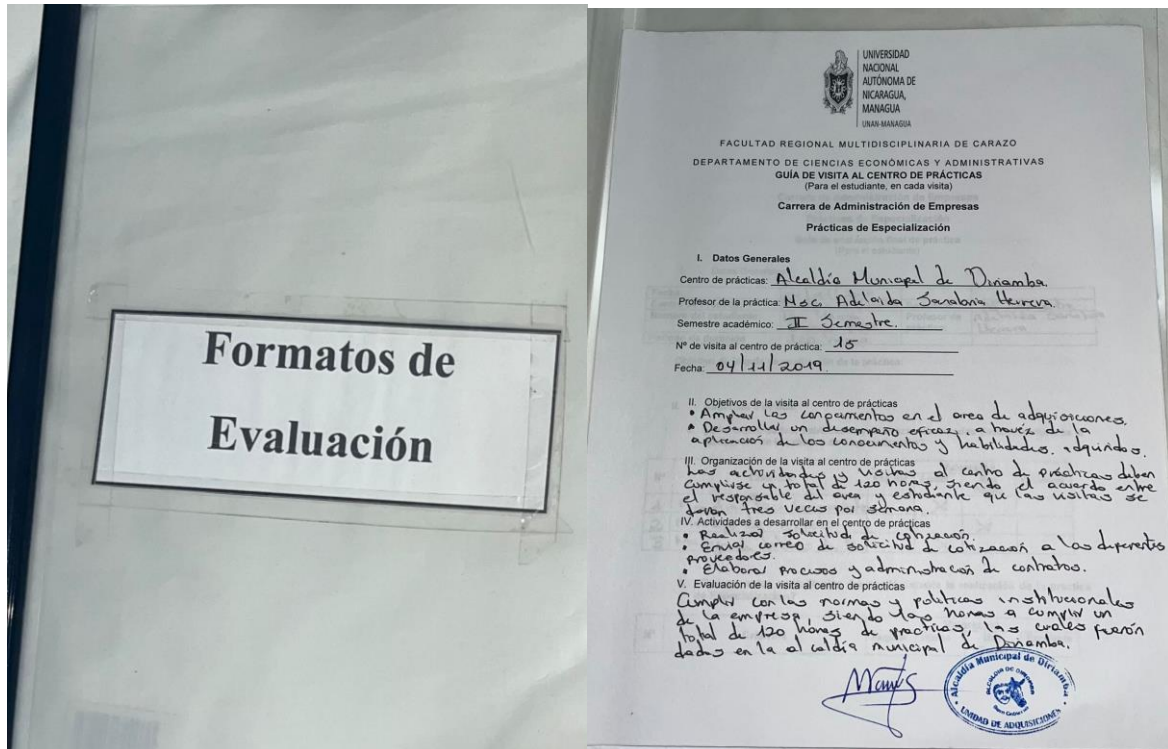 Formatos de
Evaluación
UNIVERSIDAD
NACIONAL
AUTÓNOMA DE
NICARAGUA,
MANAGUA
UNAN-MANAGUA
FACULTAD REGIONAL MULTIDISCIPLINARIA DE CARAZO
DEPARTAMENTO DE CIENCIAS ECONÓMICAS Y ADMINISTRATIVAS
GUÍA DE VISITA AL CENTRO DE PRÁCTICAS
(Para el estudiante, en cada visita)
Carrera de Administración de Empresas
Prácticas de Especialización
I. Datos Generales
Centro de prácticas: Alcaldía Municipal de Diriamba.
Profesor de la práctica: Msc. Adelaida Sanabria Herrera.
Semestre académico: II Semestre.
Nº de visita al centro de práctica: 15
Fecha: 04/11/2019
II. Objetivos de la visita al centro de prácticas
• Ampliar los conocimientos en el area de adquisiciones.
• Desarrollar un desempeño eficaz, a travéz de la
aplicación de los conocimientos y habilidades, adquiridos.
III. Organización de la visita al centro de prácticas
Las actividades y visitas al centro de prácticas deben
cumplirse un total de 120 horas, siendo el acuerdo entre
el responsable del area y estudiante que las visitas se
daran tres veces por semana.
IV. Actividades a desarrollar en el centro de prácticas
• Realizar solicitud de cotización.
• Enviar correo de solicitud de cotización a los diferentes
proveedores.
• Elaborar procesos y administración de contratos.
V. Evaluación de la visita al centro de prácticas
Cumplir con las normas y politicas institucionales
de la empresa, siendo las horas a cumplir un
total de 120 horas de practicas, las cuales fuerón
dadas en la alcaldía municipal de Diriamba.
Alcaldía Municipal de Diriamba
UNIDAD DE ADQUISICIONES